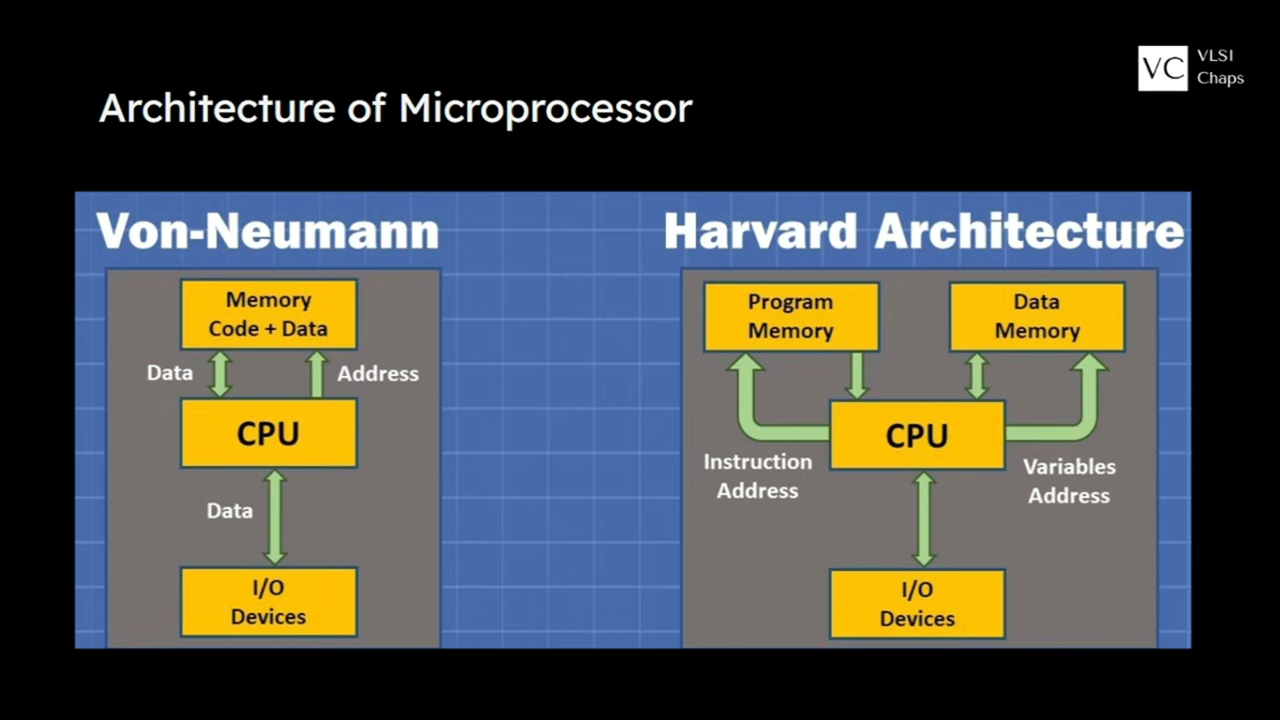 VC VLSI
Chaps
Architecture of Microprocessor
Von-Neumann
Memory
Code + Data
Data
Address
CPU
Data
I/O
Devices
Harvard Architecture
Program
Memory
Data
Memory
CPU
Instruction
Address
Variables
Address
I/O
Devices